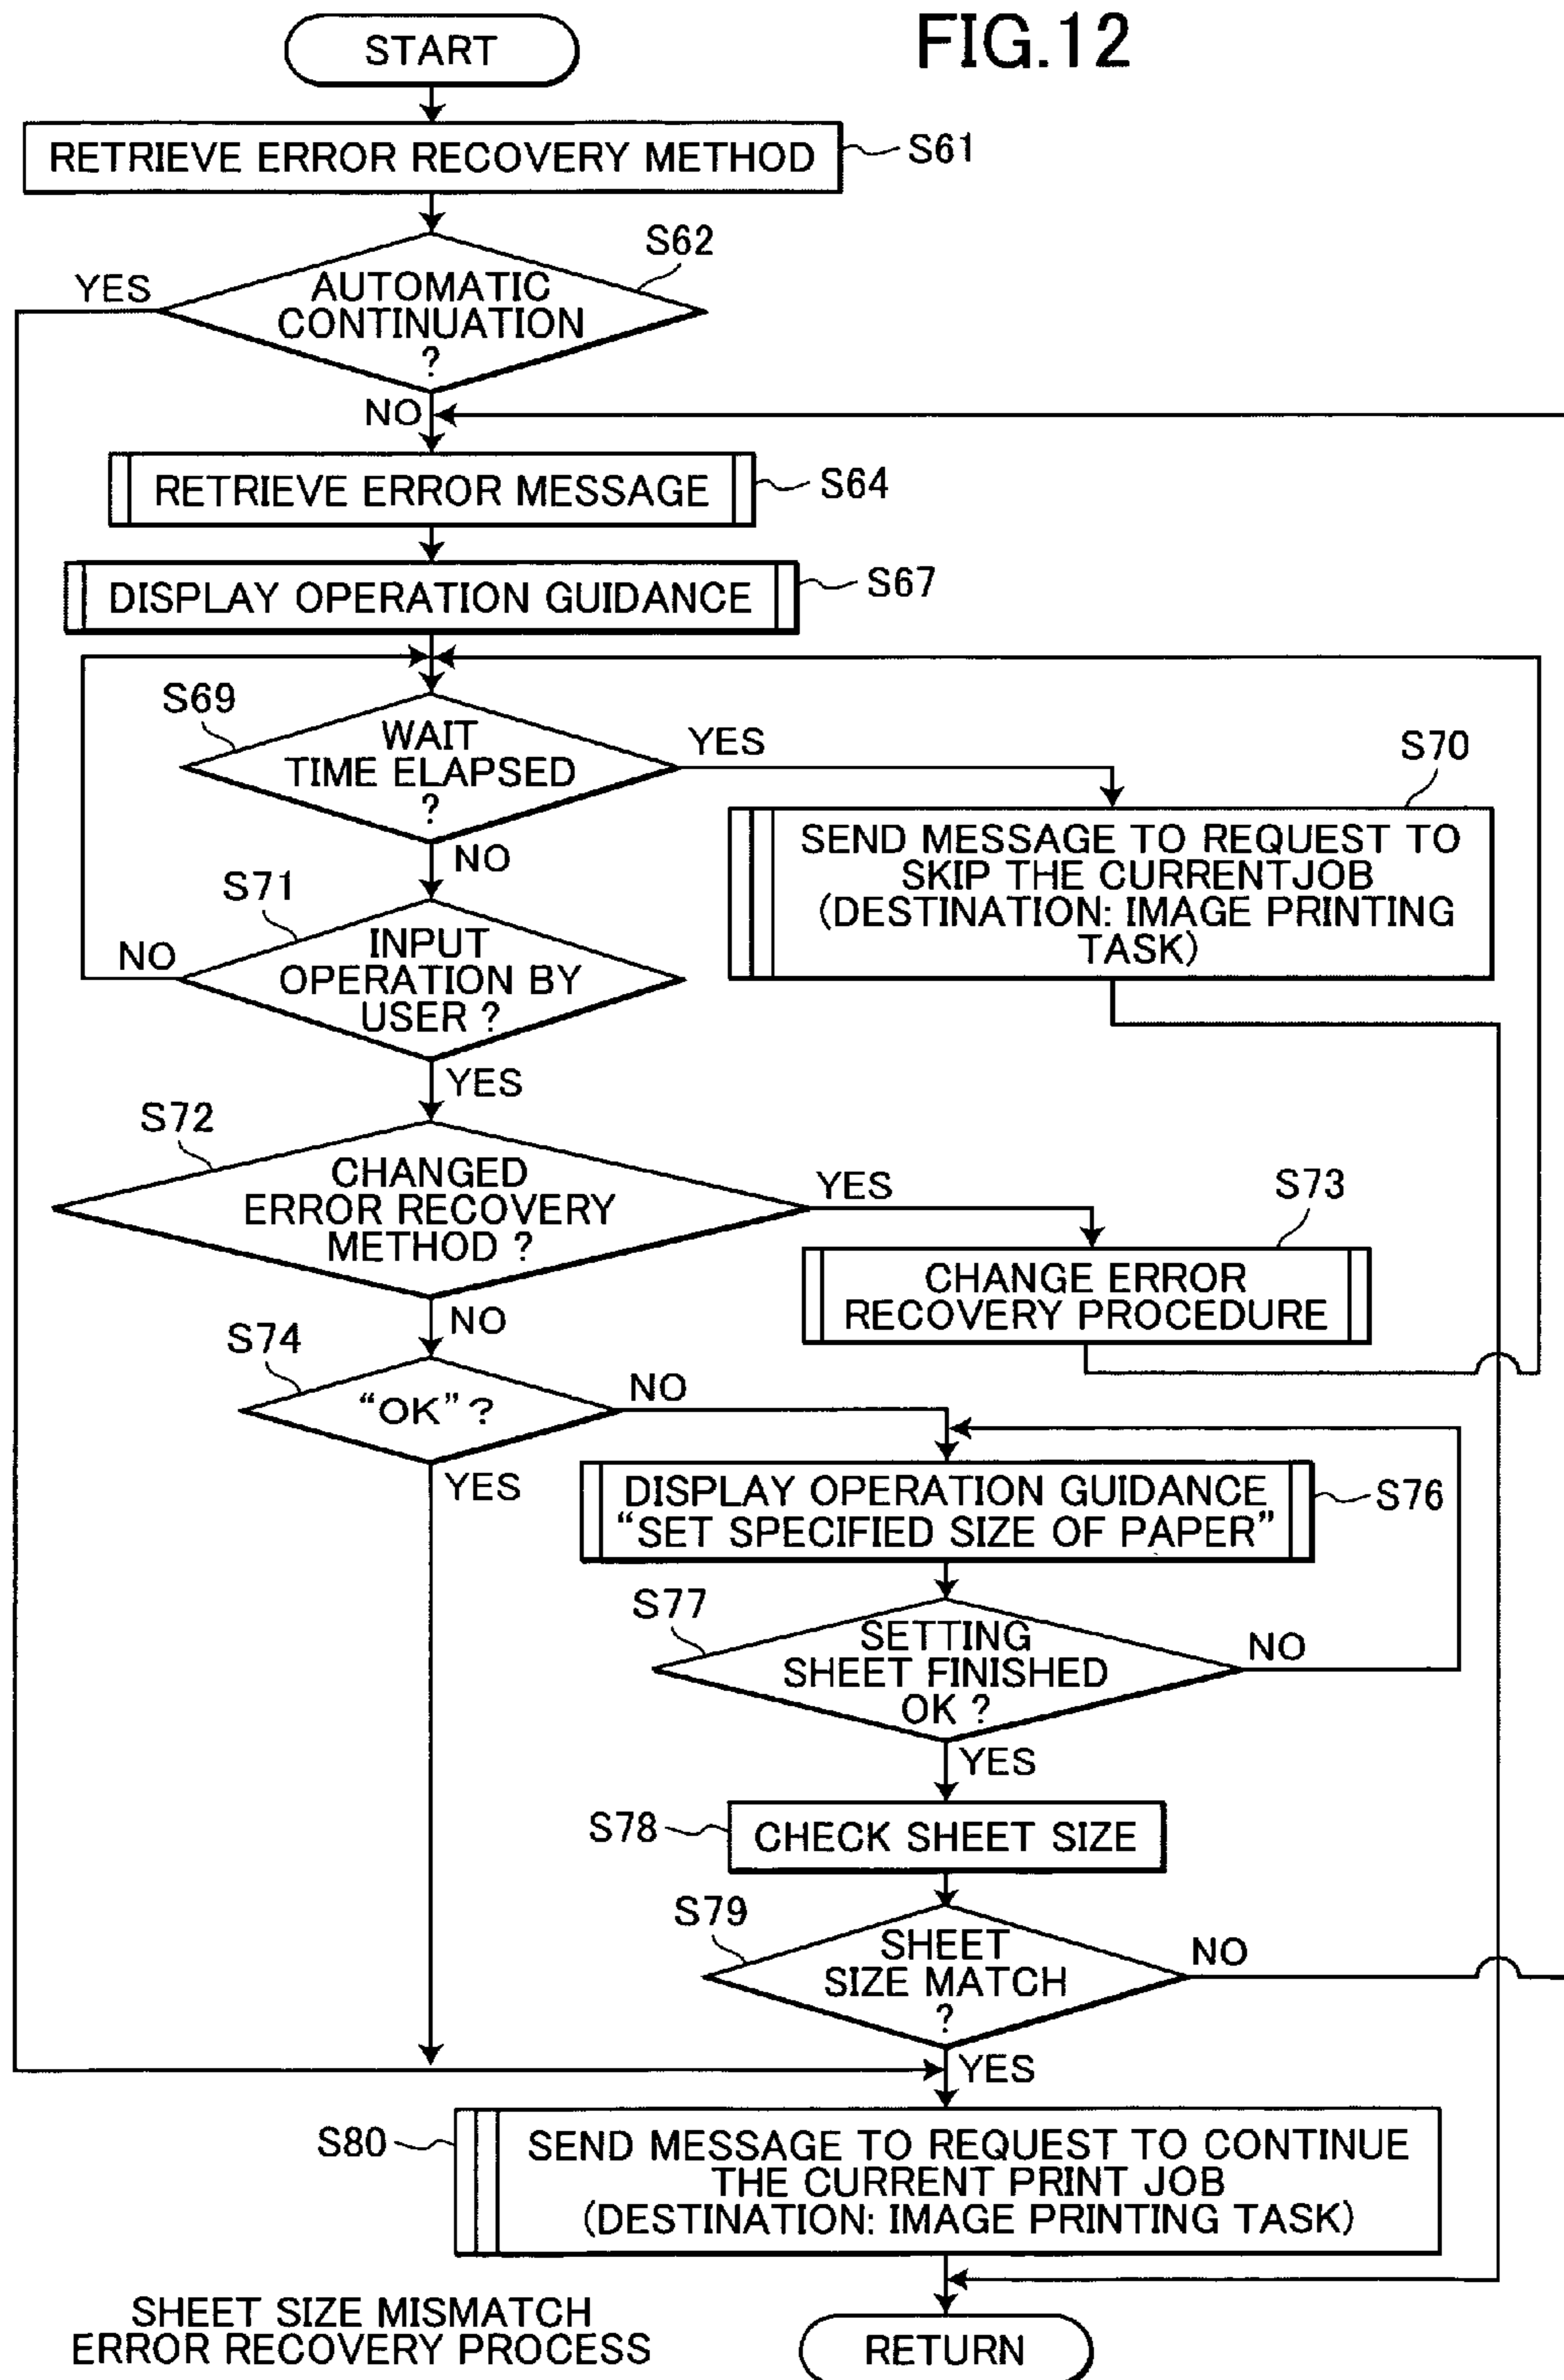 FIG.12
START
RETRIEVE ERROR RECOVERY METHOD
S61
S62
YES
AUTOMATIC
CONTINUATION
?
NO
RETRIEVE ERROR MESSAGE
S64
DISPLAY OPERATION GUIDANCE
S67
S69
WAIT
TIME ELAPSED
?
YES
NO
S70
SEND MESSAGE TO REQUEST TO
SKIP THE CURRENTJOB
(DESTINATION: IMAGE PRINTING
TASK)
S71
INPUT
OPERATION BY
USER ?
NO
YES
S72
CHANGED
ERROR RECOVERY
METHOD ?
YES
NO
S73
CHANGE ERROR
RECOVERY PROCEDURE
S74
“OK” ?
NO
YES
DISPLAY OPERATION GUIDANCE
“SET SPECIFIED SIZE OF PAPER”
S76
S77
SETTING
SHEET FINISHED
OK ?
NO
YES
S78
CHECK SHEET SIZE
S79
SHEET
SIZE MATCH
?
NO
YES
S80
SEND MESSAGE TO REQUEST TO CONTINUE
THE CURRENT PRINT JOB
(DESTINATION: IMAGE PRINTING TASK)
SHEET SIZE MISMATCH
ERROR RECOVERY PROCESS
RETURN